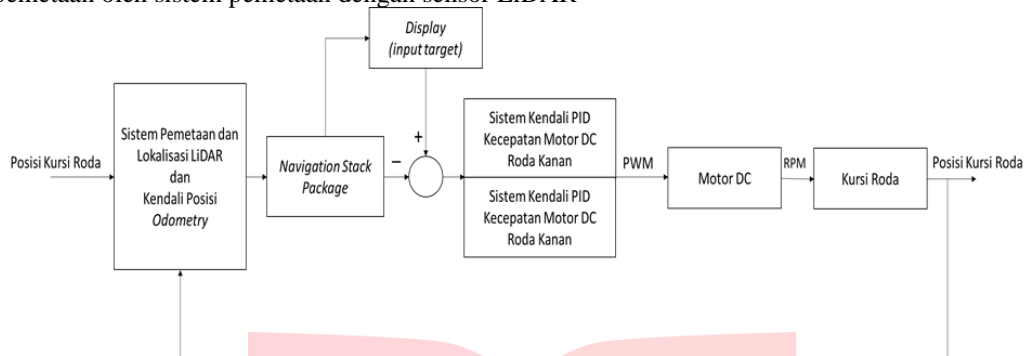 pemetaan oleh sistem pemetaan dengan sensor LiDAR
Display
(input target)
Posisi Kursi Roda
Sistem Pemetaan dan
Lokalisasi LiDAR
dan
Kendali Posisi
Odometry
Navigation Stack
Package
+
−
Sistem Kendali PID
Kecepatan Motor DC
Roda Kanan
Sistem Kendali PID
Kecepatan Motor DC
Roda Kanan
PWM
Motor DC
RPM
Kursi Roda
Posisi Kursi Roda